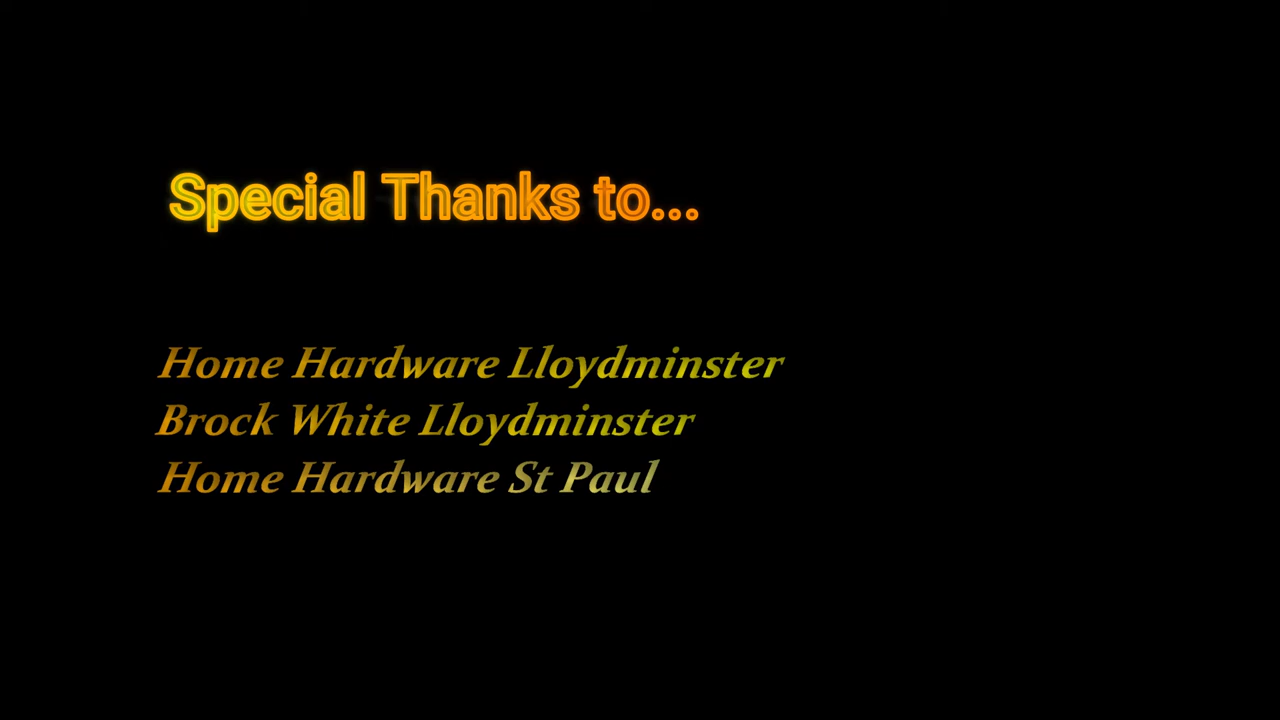 Special Thanks to...
Home Hardware Lloydminster
Brock White Lloydminster
Home Hardware St Paul